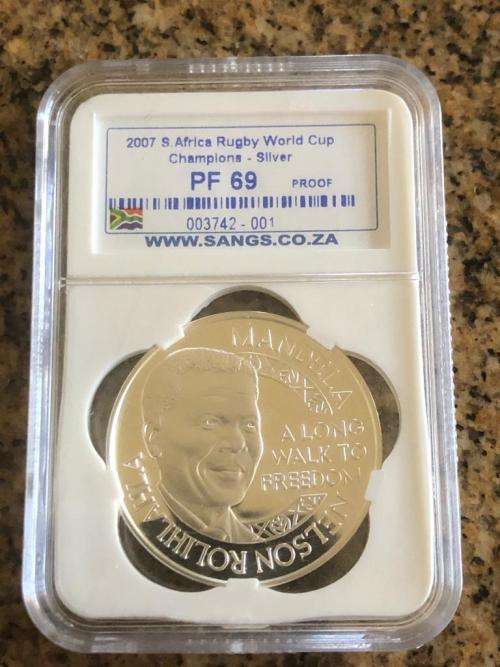 2007 S.Africa Rugby World Cup
Champions - Silver
PF 69 PROOF
003742 - 001
WWW.SANGS.CO.ZA
MANDELA
A LONG
WALK TO
FREEDOM
NELSON ROLIHLAHLA